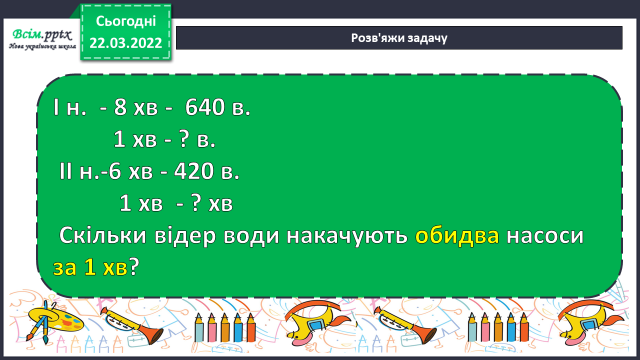 Всім.pptx
Нова українська школа
Сьогодні
22.03.2022
Розв'яжи задачу
І н. - 8 хв - 640 в.
1 хв - ? в.
ІІ н.-6 хв - 420 в.
1 хв - ? хв
Скільки відер води накачують обидва насоси
за 1 хв?